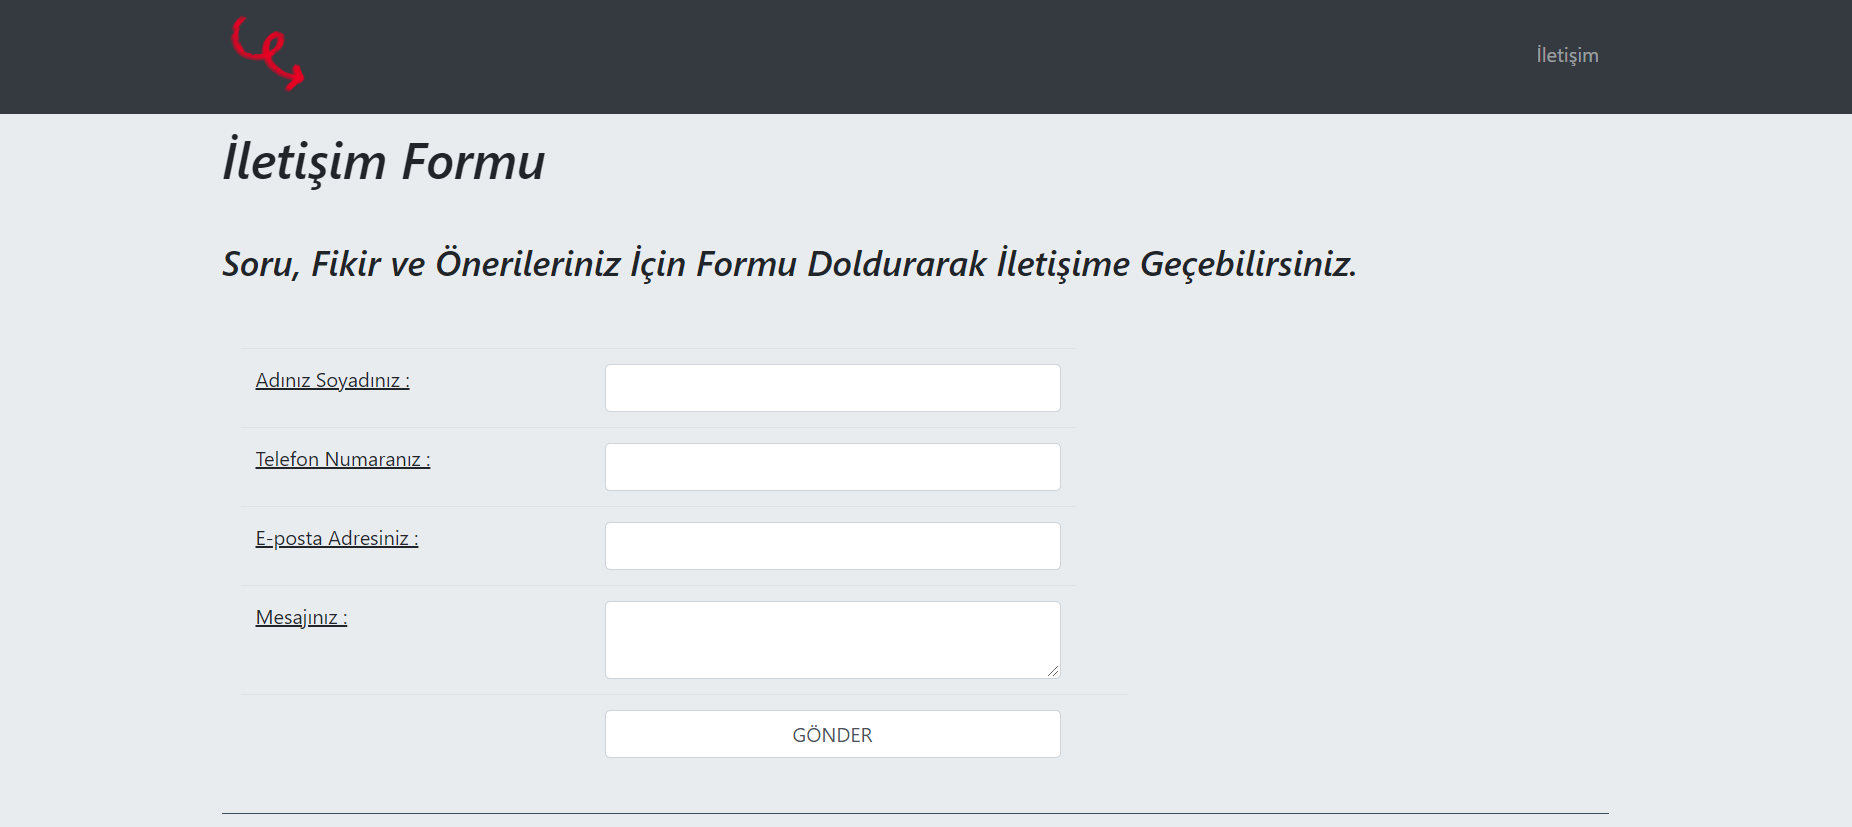 İletişim
İletişim Formu
Soru, Fikir ve Önerileriniz İçin Formu Doldurarak İletişime Geçebilirsiniz.
Adınız Soyadınız :
Telefon Numaranız :
E-posta Adresiniz :
Mesajınız :
GÖNDER